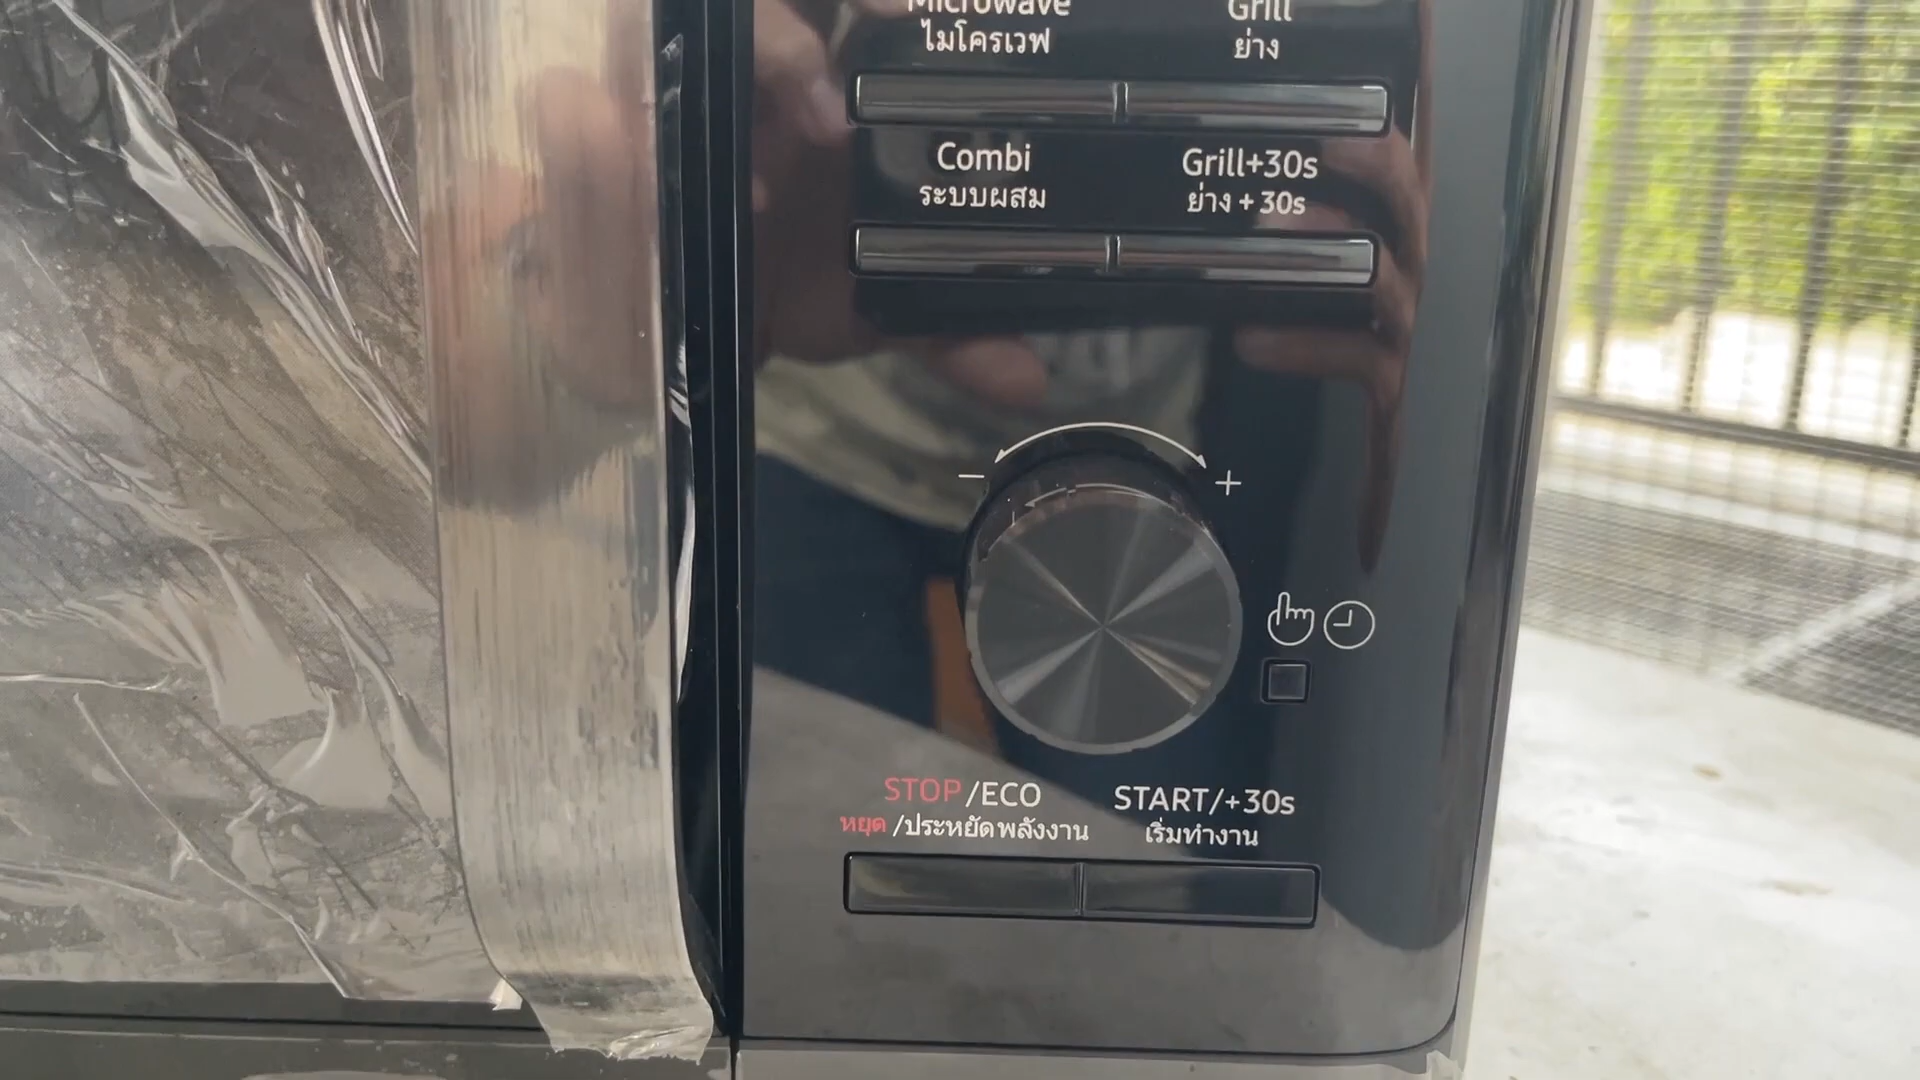 Microwave Grill
ไมโครเวฟ ย่าง
Combi Grill+30s
ระบบผสม ย่าง + 30s
− +
STOP/ECO START/+30s
หยุด/ประหยัดพลังงาน เริ่มทำงาน